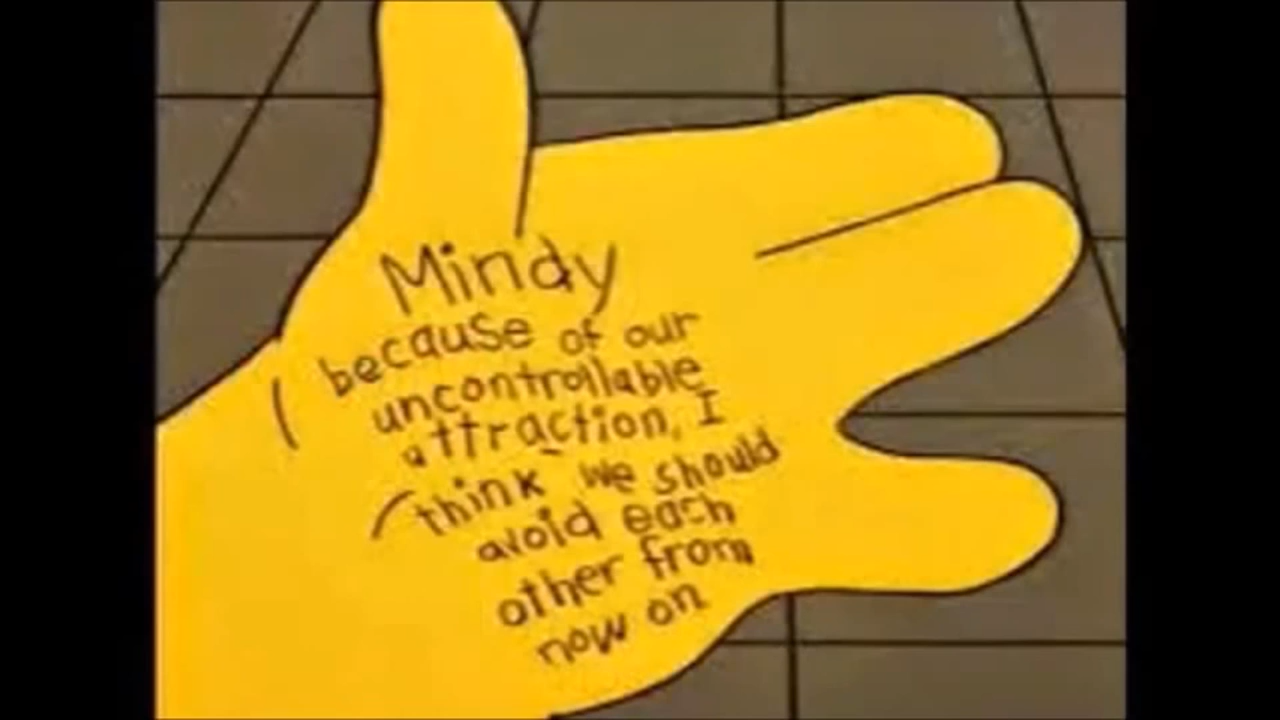 Mindy
because of our
uncontrollable
attraction, I
think we should
avoid each
other from
now on